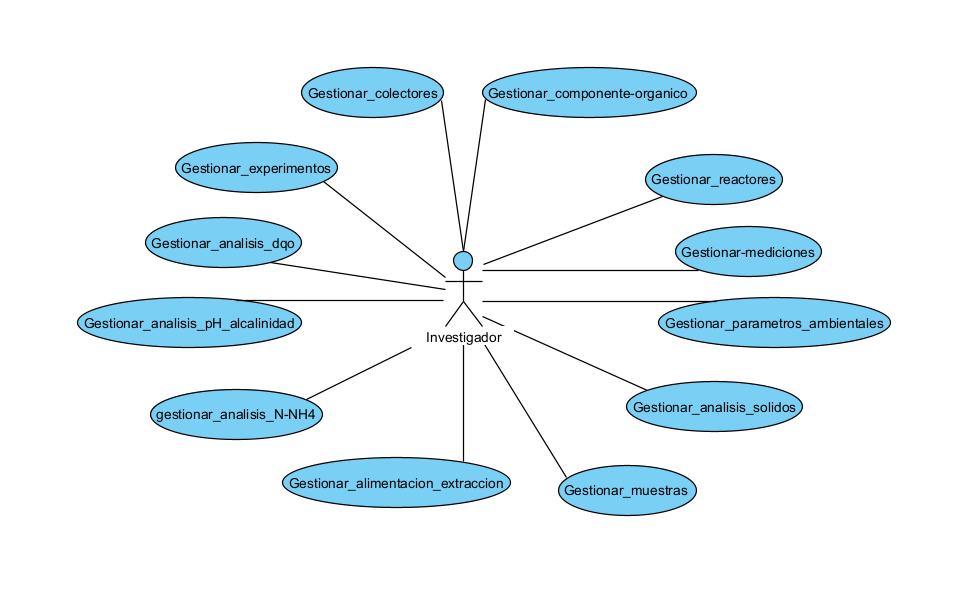 Gestionar_colectores
Gestionar_componente-organico
Gestionar_experimentos
Gestionar_reactores
Gestionar_analisis_dqo
Gestionar-mediciones
Gestionar_analisis_pH_alcalinidad
Gestionar_parametros_ambientales
Investigador
gestionar_analisis_N-NH4
Gestionar_analisis_solidos
Gestionar_alimentacion_extraccion
Gestionar_muestras